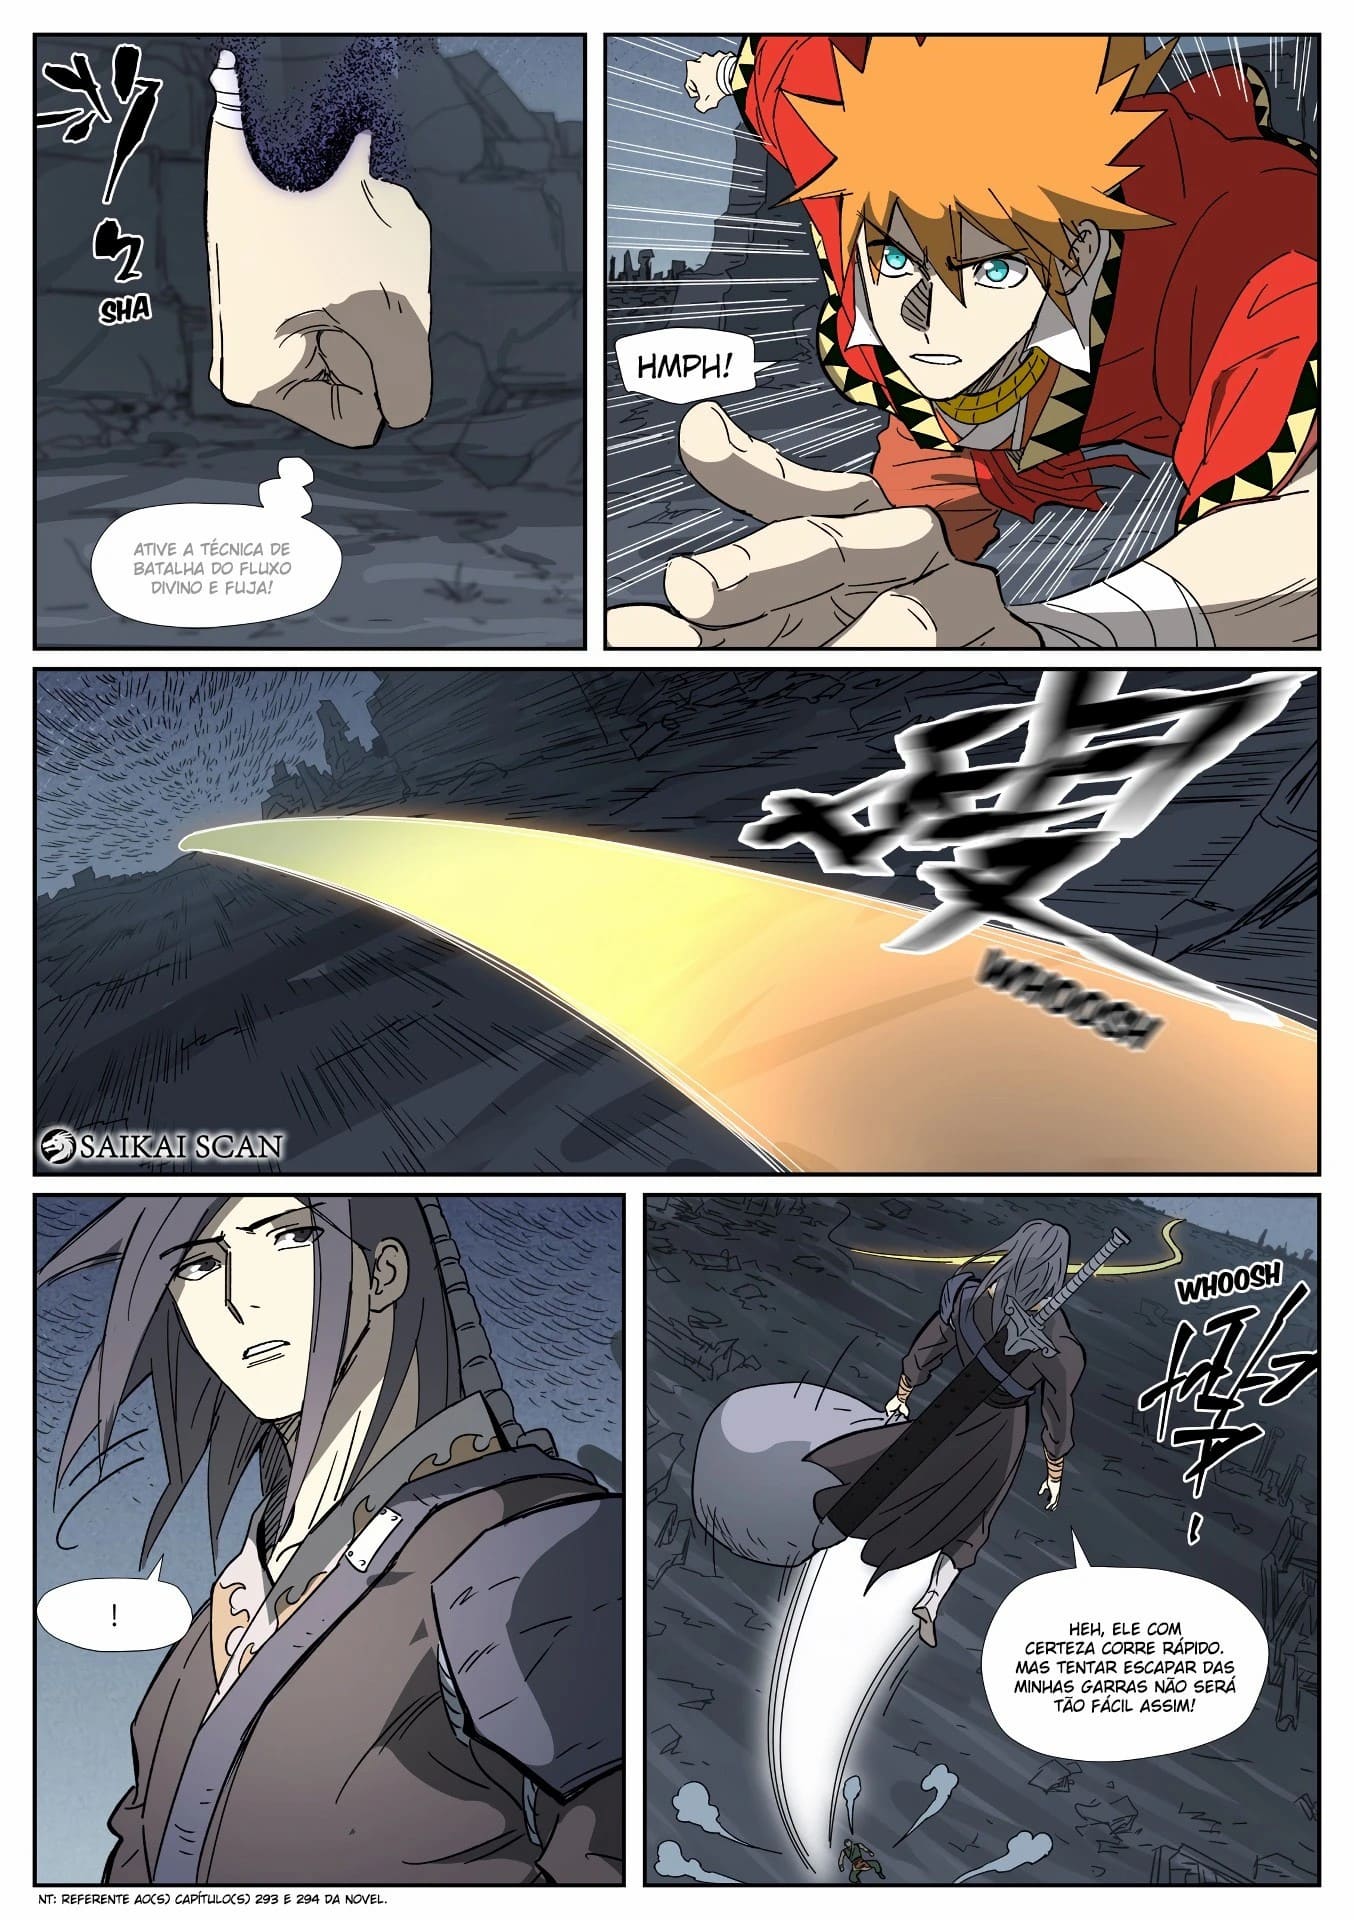 SHA
ATIVE A TÉCNICA DE
BATALHA DO FLUXO
DIVINO E FUJA!
HMPH!
WHOOSH
SAIKAI SCAN
!
WHOOSH
HEH, ELE COM
CERTEZA CORRE RÁPIDO.
MAS TENTAR ESCAPAR DAS
MINHAS GARRAS NÃO SERÁ
TÃO FÁCIL ASSIM!
NT: REFERENTE AO(S) CAPÍTULO(S) 293 E 294 DA NOVEL.